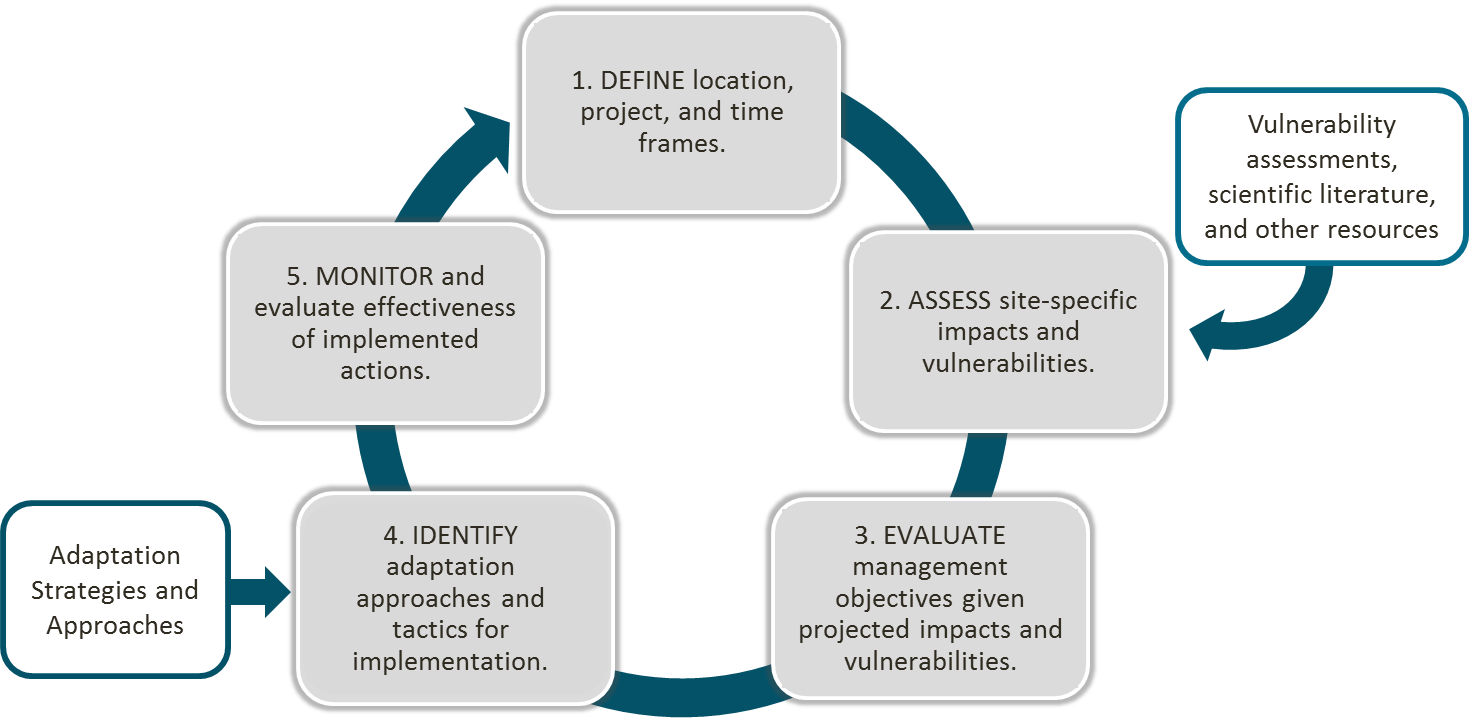 1. DEFINE location,
project, and time
frames.
Vulnerability
assessments,
scientific literature,
and other resources
2. ASSESS site-specific
impacts and
vulnerabilities.
3. EVALUATE
management
objectives given
projected impacts and
vulnerabilities.
4. IDENTIFY
adaptation
approaches and
tactics for
implementation.
Adaptation
Strategies and
Approaches
5. MONITOR and
evaluate effectiveness
of implemented
actions.